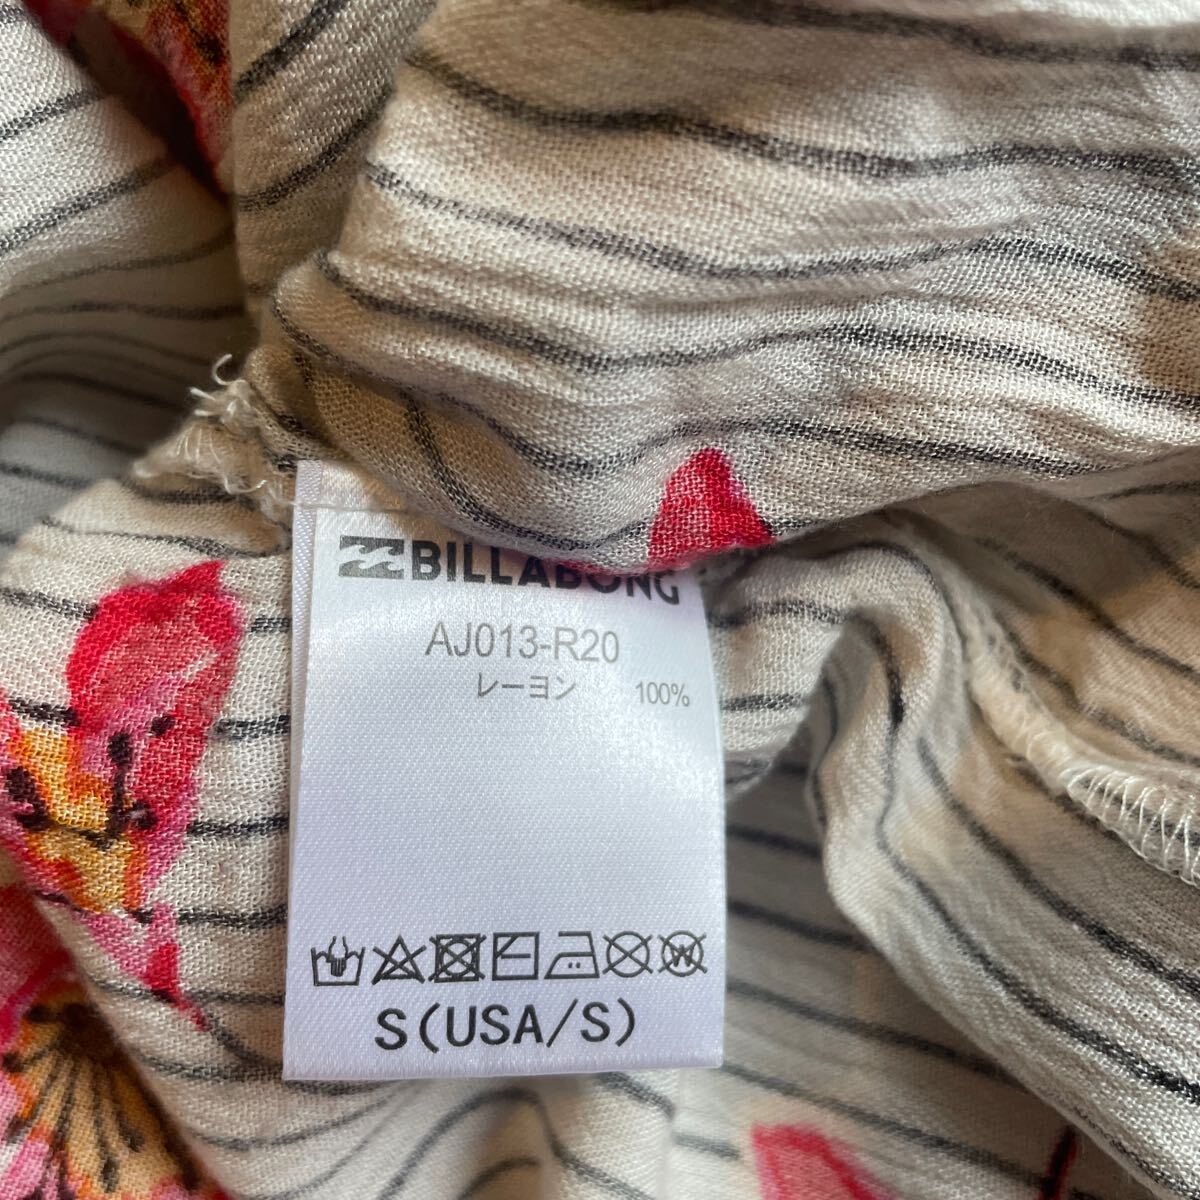 BILLABONG
AJ013-R20
レーヨン 100%
W
S(USA/S)